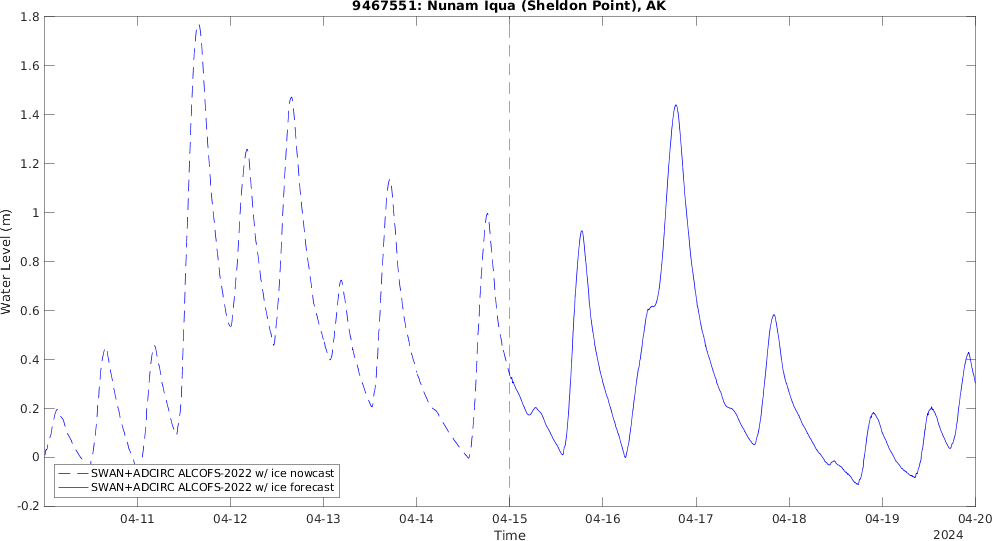 9467551: Nunam Iqua (Sheldon Point), AK
Water Level (m)
1.8
1.6
1.4
1.2
1
0.8
0.6
0.4
0.2
0
-0.2
SWAN+ADCIRC ALCOFS-2022 w/ ice nowcast
SWAN+ADCIRC ALCOFS-2022 w/ ice forecast
04-11 04-12 04-13 04-14 04-15 04-16 04-17 04-18 04-19 04-20
Time
2024